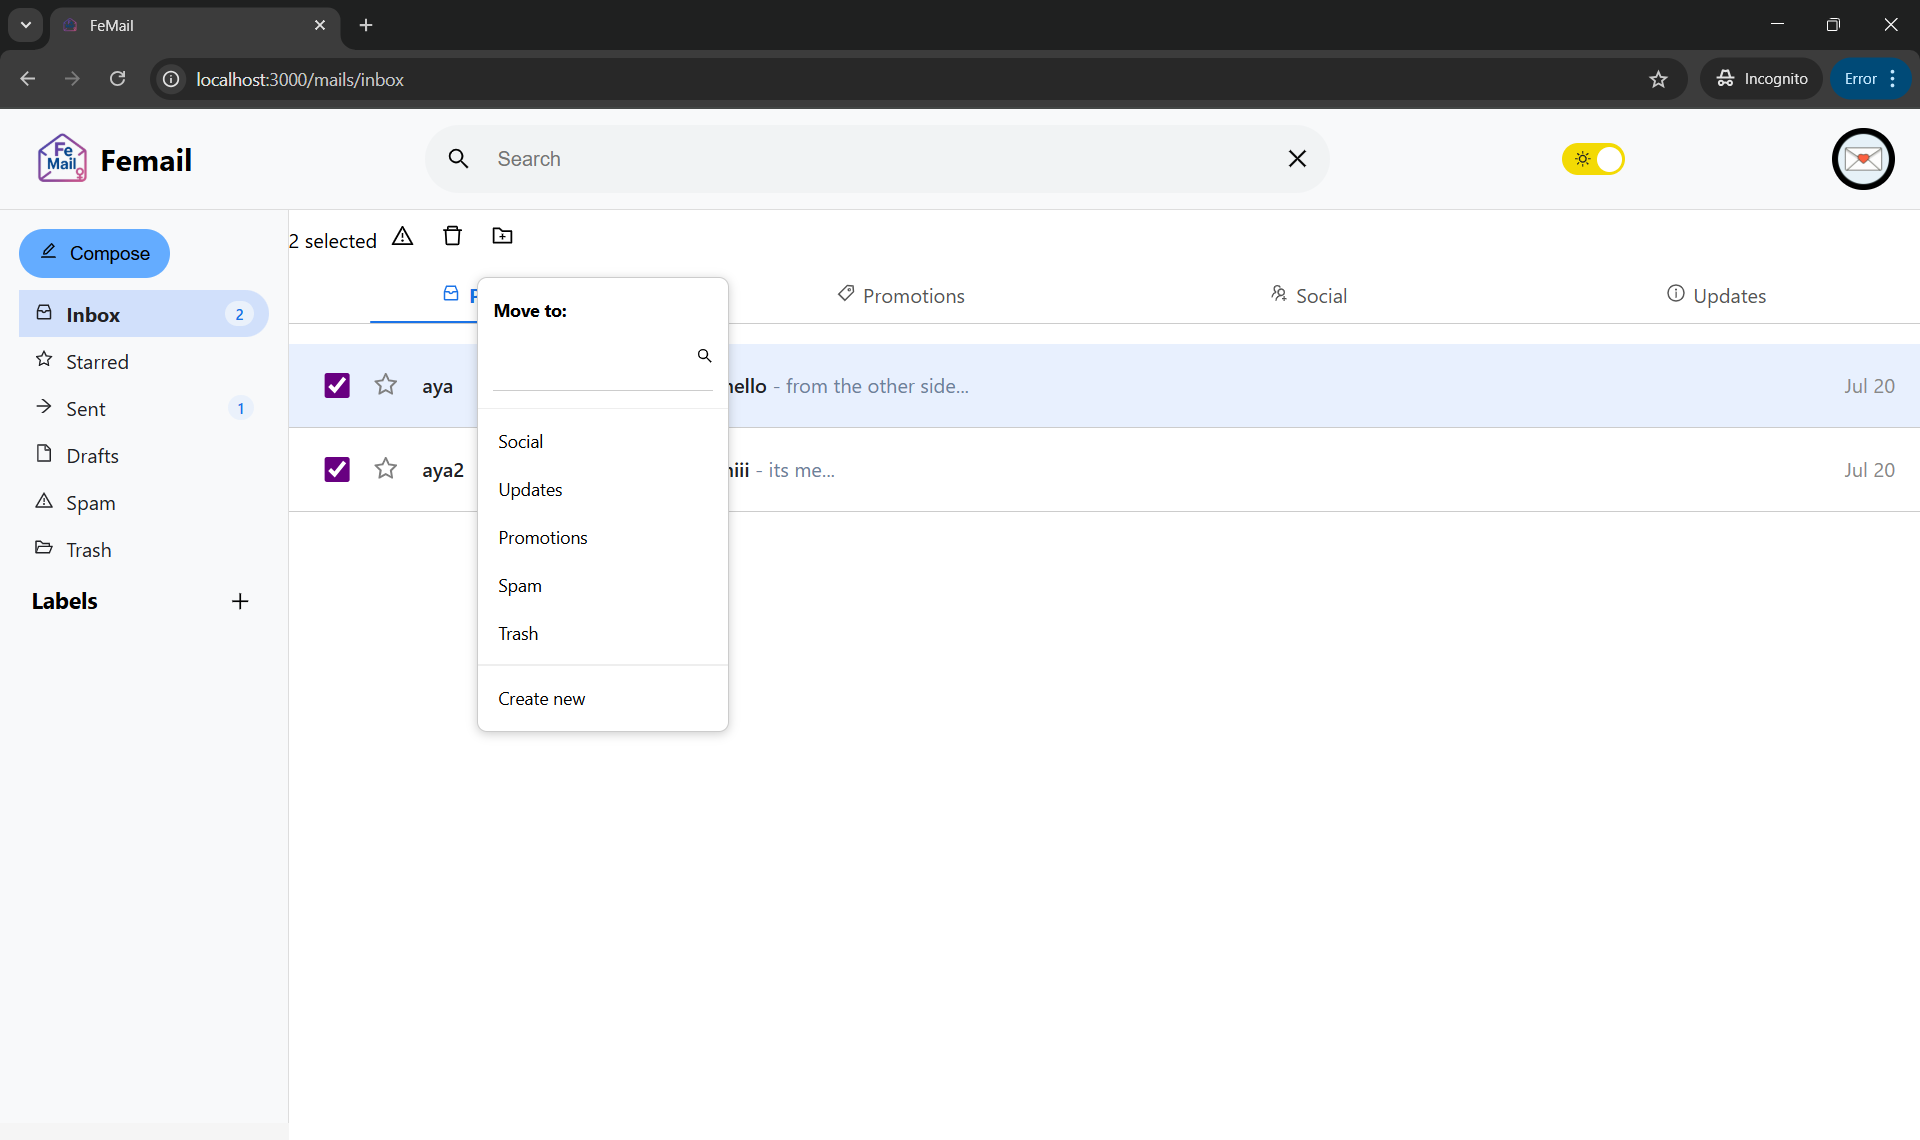 FeMail
localhost:3000/mails/inbox
Incognito
Error
Fe
Mail
Femail
Search
Compose
2 selected
Inbox 2
Starred
Sent 1
Drafts
Spam
Trash
Labels
Promotions
Social
Updates
Move to:
aya
- from the other side...
Jul 20
aya2
- its me...
Jul 20
Social
Updates
Promotions
Spam
Trash
Create new